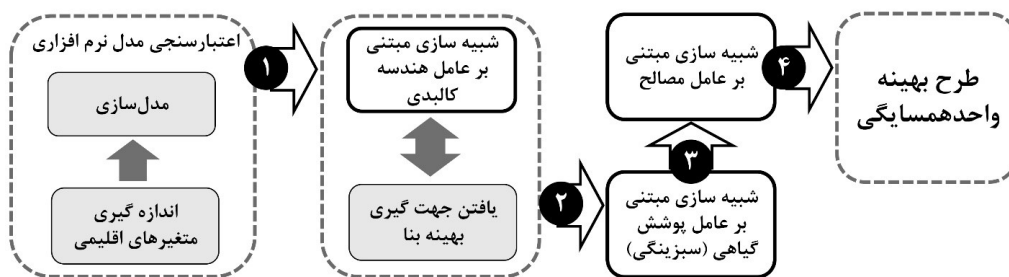 اعتبارسنجی مدل نرم افزاری
مدل‌سازی
اندازه گیری
متغیرهای اقلیمی
۱
شبیه سازی مبتنی
بر عامل هندسه
کالبدی
یافتن جهت گیری
بهینه بنا
۲
شبیه سازی مبتنی
بر عامل پوشش
گیاهی (سبزینگی)
۳
شبیه سازی مبتنی
بر عامل مصالح
۴
طرح بهینه
واحدهمسایگی